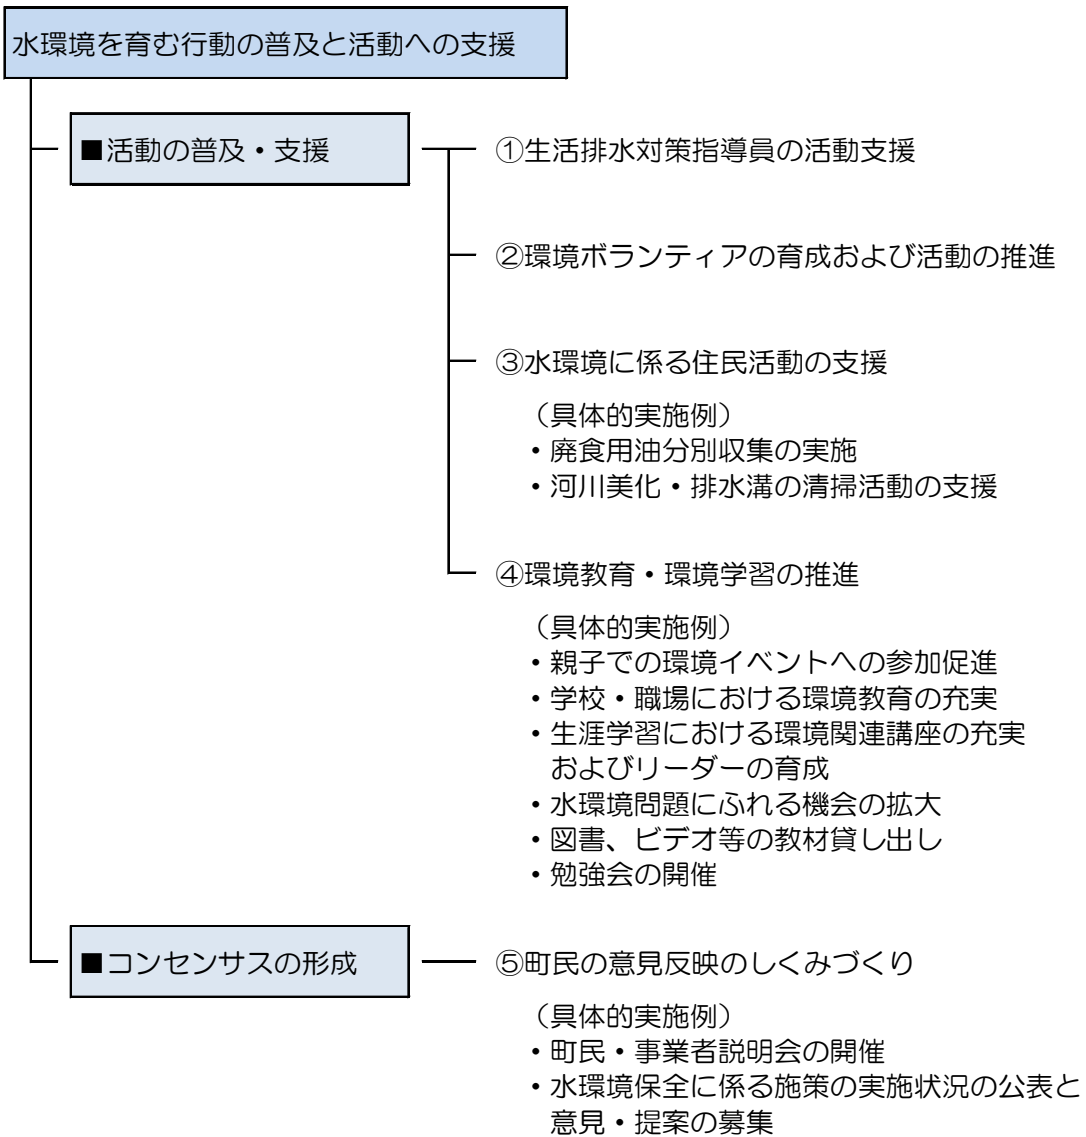 水環境を育む行動の普及と活動への支援
■活動の普及・支援
①生活排水対策指導員の活動支援
②環境ボランティアの育成および活動の推進
③水環境に係る住民活動の支援
（具体的実施例）
・廃食用油分別収集の実施
・河川美化・排水溝の清掃活動の支援
④環境教育・環境学習の推進
（具体的実施例）
・親子での環境イベントへの参加促進
・学校・職場における環境教育の充実
・生涯学習における環境関連講座の充実
およびリーダーの育成
・水環境問題にふれる機会の拡大
・図書、ビデオ等の教材貸し出し
・勉強会の開催
■コンセンサスの形成
⑤町民の意見反映のしくみづくり
（具体的実施例）
・町民・事業者説明会の開催
・水環境保全に係る施策の実施状況の公表と
意見・提案の募集